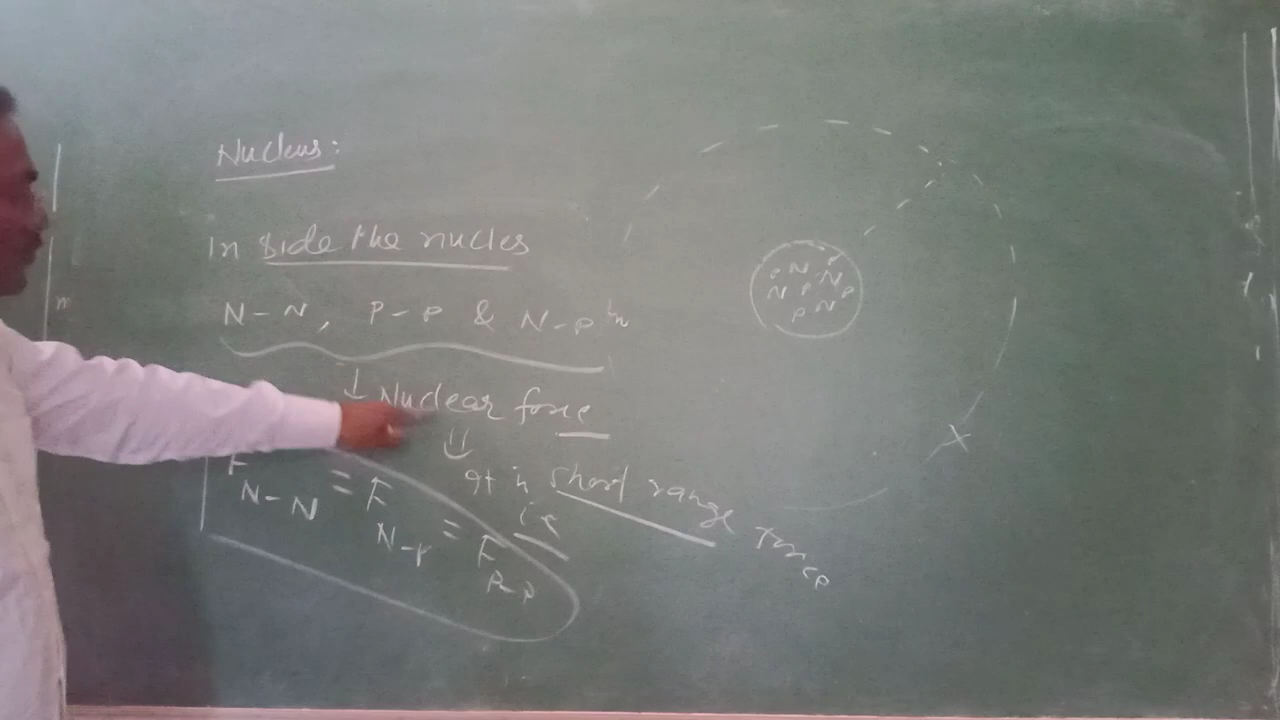 Nucleus:
In side the nucles
N-N, P-P & N-P
↓ Nuclear force
⇓
It is short range force
i.e
F N-N = F N-P = F P-P
P N P N
N P N P
P N